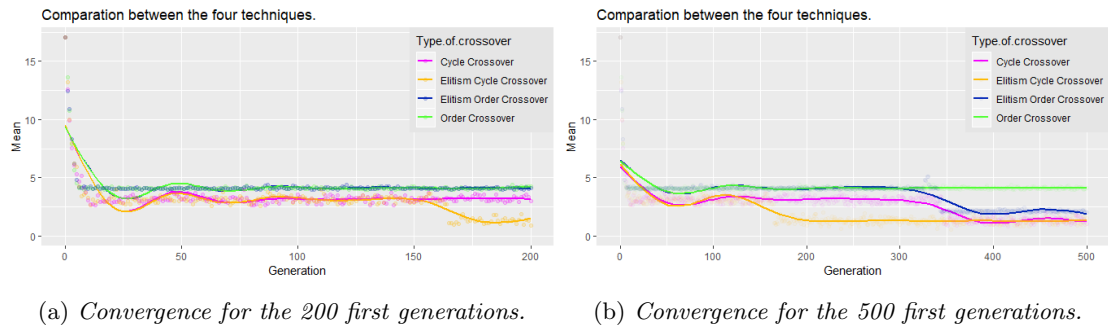 Comparation between the four techniques.
15
10
5
0
Mean
0
50
100
150
200
Generation
Type.of.crossover
Cycle Crossover
Elitism Cycle Crossover
Elitism Order Crossover
Order Crossover
(a) Convergence for the 200 first generations.
Comparation between the four techniques.
15
10
5
0
Mean
0
100
200
300
400
500
Generation
Type.of.crossover
Cycle Crossover
Elitism Cycle Crossover
Elitism Order Crossover
Order Crossover
(b) Convergence for the 500 first generations.